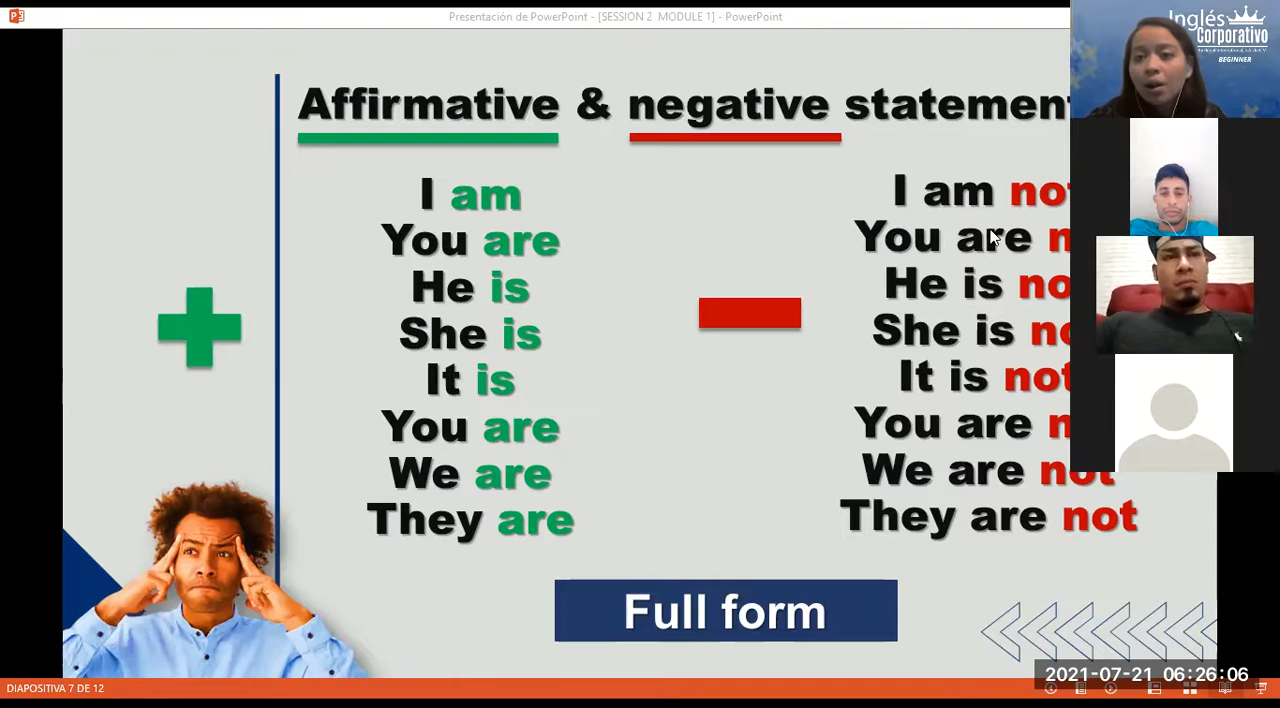 Presentación de PowerPoint - [SESSION 2 MODULE 1] - PowerPoint
Inglés
Corporativo
BEGINNER
Affirmative & negative statement
I am
You are
He is
She is
It is
You are
We are
They are
I am not
You are
He is
She is
It is not
You are
We are not
They are not
Full form
2021-07-21 06:26:06
DIAPOSITIVA 7 DE 12